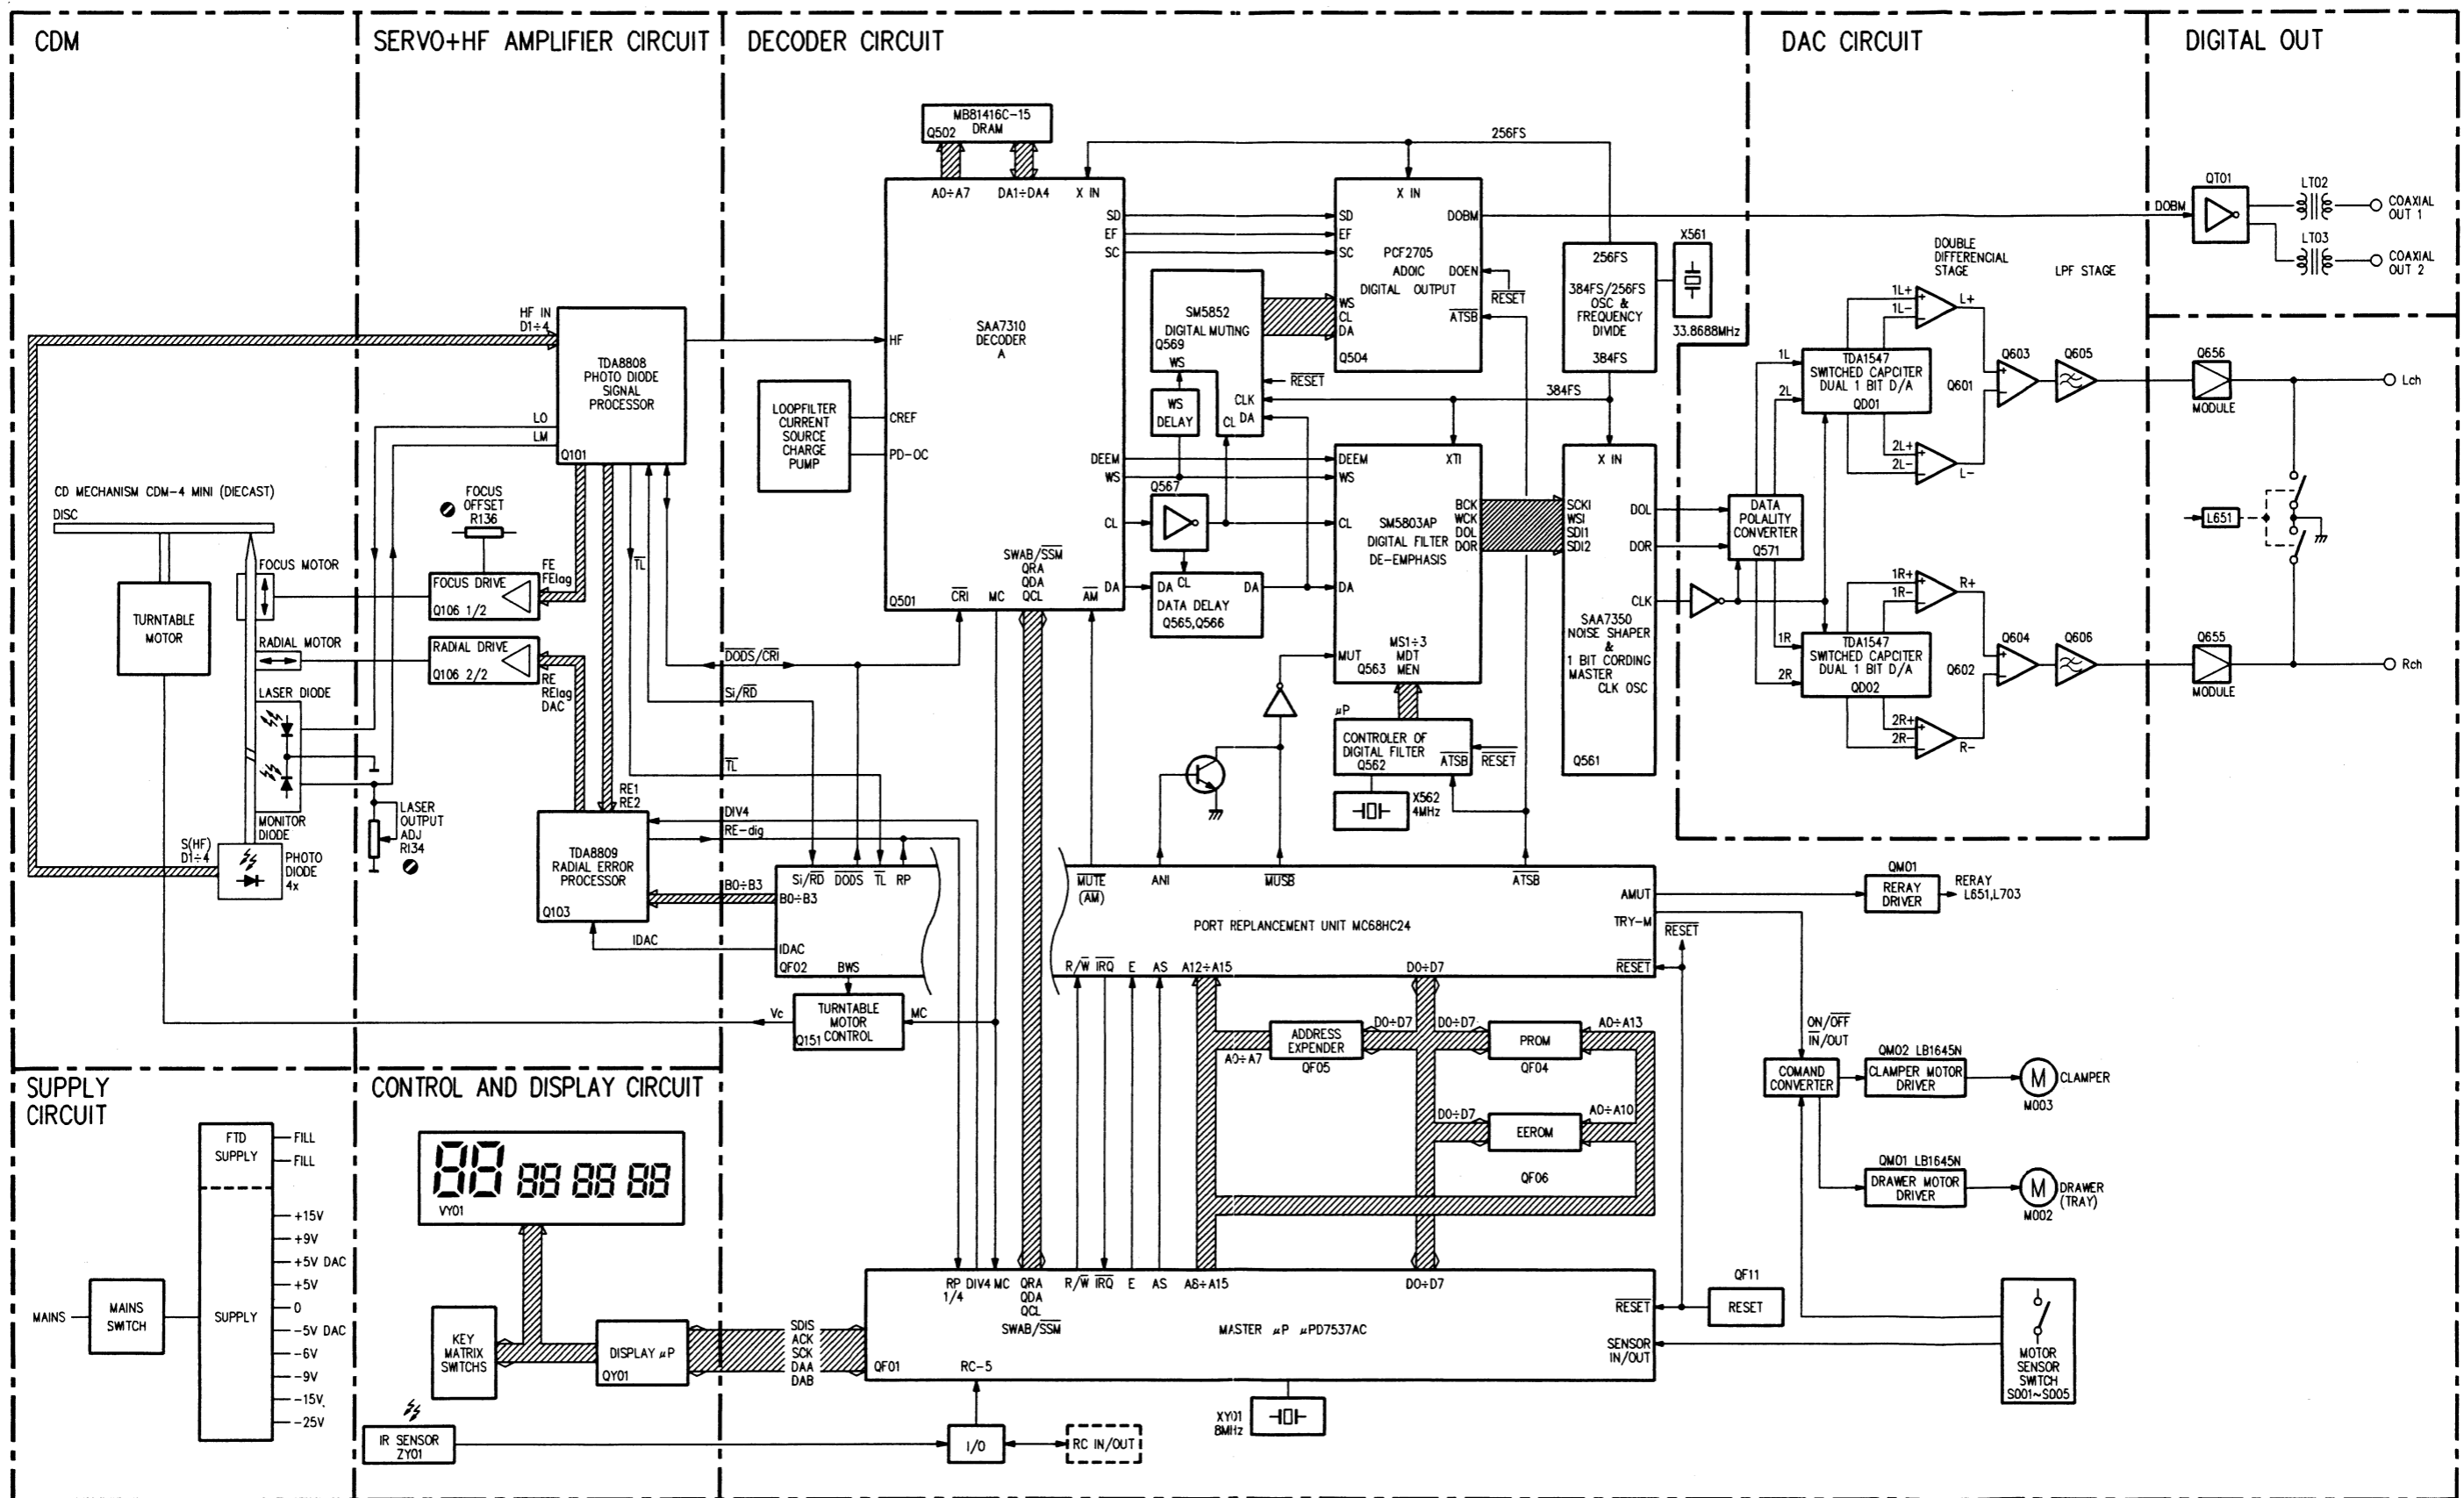 CDM
SERVO+HF AMPLIFIER CIRCUIT
DECODER CIRCUIT
DAC CIRCUIT
DIGITAL OUT
CD MECHANISM CDM-4 MINI (DIECAST)
DISC
TURNTABLE
MOTOR
FOCUS MOTOR
RADIAL MOTOR
LASER DIODE
MONITOR
DIODE
S(HF)
D1÷4
PHOTO
DIODE
4x
LASER
OUTPUT
ADJ
R134
HF IN
D1÷4
TDA8808
PHOTO DIODE
SIGNAL
PROCESSOR
LO
LM
Q101
FOCUS
OFFSET
R136
FOCUS DRIVE
Q106 1/2
FE
FElag
RADIAL DRIVE
Q106 2/2
RE
RElag
DAC
TL
RE1
RE2
TDA8809
RADIAL ERROR
PROCESSOR
Q103
IDAC
DODS/CRI
Si/RD
TL
DIV4
RE-dig
B0÷B3
MB81416C-15
DRAM
Q502
A0÷A7
DA1÷DA4
X IN
SD
EF
SC
SAA7310
DECODER
A
HF
CREF
PD-OC
LOOPFILTER
CURRENT
SOURCE
CHARGE
PUMP
DEEM
WS
CL
DA
SWAB/SSM
QRA
QDA
QCL
Q501
CRI
MC
AM
SM5852
DIGITAL MUTING
Q569
WS
WS
DELAY
RESET
CLK
DA
CL
Q567
DA
CL
DA
DATA DELAY
Q565,Q566
256FS
X IN
SD
EF
SC
DOBM
PCF2705
ADOIC
DIGITAL OUTPUT
DOEN
RESET
WS
CL
DA
ATSB
Q504
X561
33.8688MHz
256FS
384FS/256FS
OSC &
FREQUENCY
DIVIDE
384FS
384FS
DEEM
XTI
WS
CL
DA
SM5803AP
DIGITAL FILTER
DE-EMPHASIS
BCK
WCK
DOL
DOR
MS1÷3
MDT
MEN
MUT
Q563
µP
CONTROLER OF
DIGITAL FILTER
Q562
ATSB
RESET
X562
4MHz
X IN
SCKI
WSI
SDI1
SDI2
DOL
DOR
CLK
SAA7350
NOISE SHAPER
&
1 BIT CORDING
MASTER
CLK OSC
Q561
DATA
POLALITY
CONVERTER
Q571
1L
2L
1R
2R
TDA1547
SWITCHED CAPCITER
DUAL 1 BIT D/A
QD01
TDA1547
SWITCHED CAPCITER
DUAL 1 BIT D/A
QD02
DOUBLE
DIFFERENCIAL
STAGE
LPF STAGE
1L+
1L-
L+
2L+
2L-
L-
Q601
Q603
Q605
1R+
1R-
R+
2R+
2R-
R-
Q602
Q604
Q606
DOBM
QT01
LT02
COAXIAL
OUT 1
LT03
COAXIAL
OUT 2
Q656
MODULE
Lch
L651
Q655
MODULE
Rch
Si/RD
DODS
TL
RP
B0÷B3
IDAC
QF02
BWS
TURNTABLE
MOTOR
CONTROL
Q151
Vc
MC
MUTE
(AM)
ANI
MUSB
ATSB
AMUT
TRY-M
PORT REPLANCEMENT UNIT MC68HC24
R/W
IRQ
E
AS
A12÷A15
D0÷D7
RESET
RESET
QM01
RERAY
DRIVER
RERAY
L651,L703
ADDRESS
EXPENDER
QF05
A0÷A7
D0÷D7
D0÷D7
PROM
QF04
A0÷A13
D0÷D7
EEROM
QF06
A0÷A10
ON/OFF
IN/OUT
COMAND
CONVERTER
QM02 LB1645N
CLAMPER MOTOR
DRIVER
M
CLAMPER
M003
QM01 LB1645N
DRAWER MOTOR
DRIVER
M
DRAWER
(TRAY)
M002
SUPPLY
CIRCUIT
FTD
SUPPLY
FILL
FILL
+15V
+9V
+5V DAC
+5V
0
-5V DAC
-6V
-9V
-15V
-25V
SUPPLY
MAINS
MAINS
SWITCH
CONTROL AND DISPLAY CIRCUIT
88 88 88 88
VY01
KEY
MATRIX
SWITCHS
DISPLAY µP
QY01
SDIS
ACK
SCK
DAA
DAB
IR SENSOR
ZY01
I/O
RC IN/OUT
RP
1/4
DIV4
MC
QRA
QDA
QCL
SWAB/SSM
R/W
IRQ
E
AS
A8÷A15
D0÷D7
MASTER µP µPD7537AC
QF01
RC-5
RESET
SENSOR
IN/OUT
XY01
8MHz
QF11
RESET
MOTOR
SENSOR
SWITCH
S001~S005